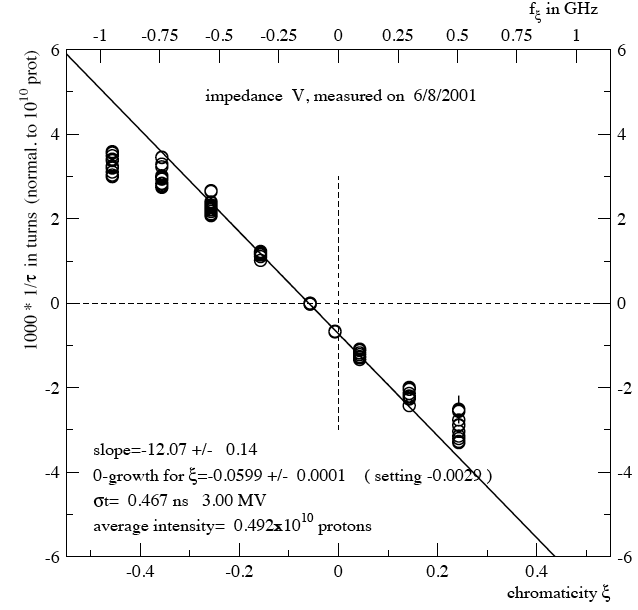 f_ξ in GHz
-1 -0.75 -0.5 -0.25 0 0.25 0.5 0.75 1
6 6
impedance V, measured on 6/8/2001
4 4
2 2
0 0
-2 -2
-4 -4
-6 -6
1000 * 1/τ in turns (normal. to 10^10 prot)
slope=-12.07 +/- 0.14
0-growth for ξ=-0.0599 +/- 0.0001 ( setting -0.0029 )
σt= 0.467 ns 3.00 MV
average intensity= 0.492x10^10 protons
-0.4 -0.2 0 0.2 0.4
chromaticity ξ